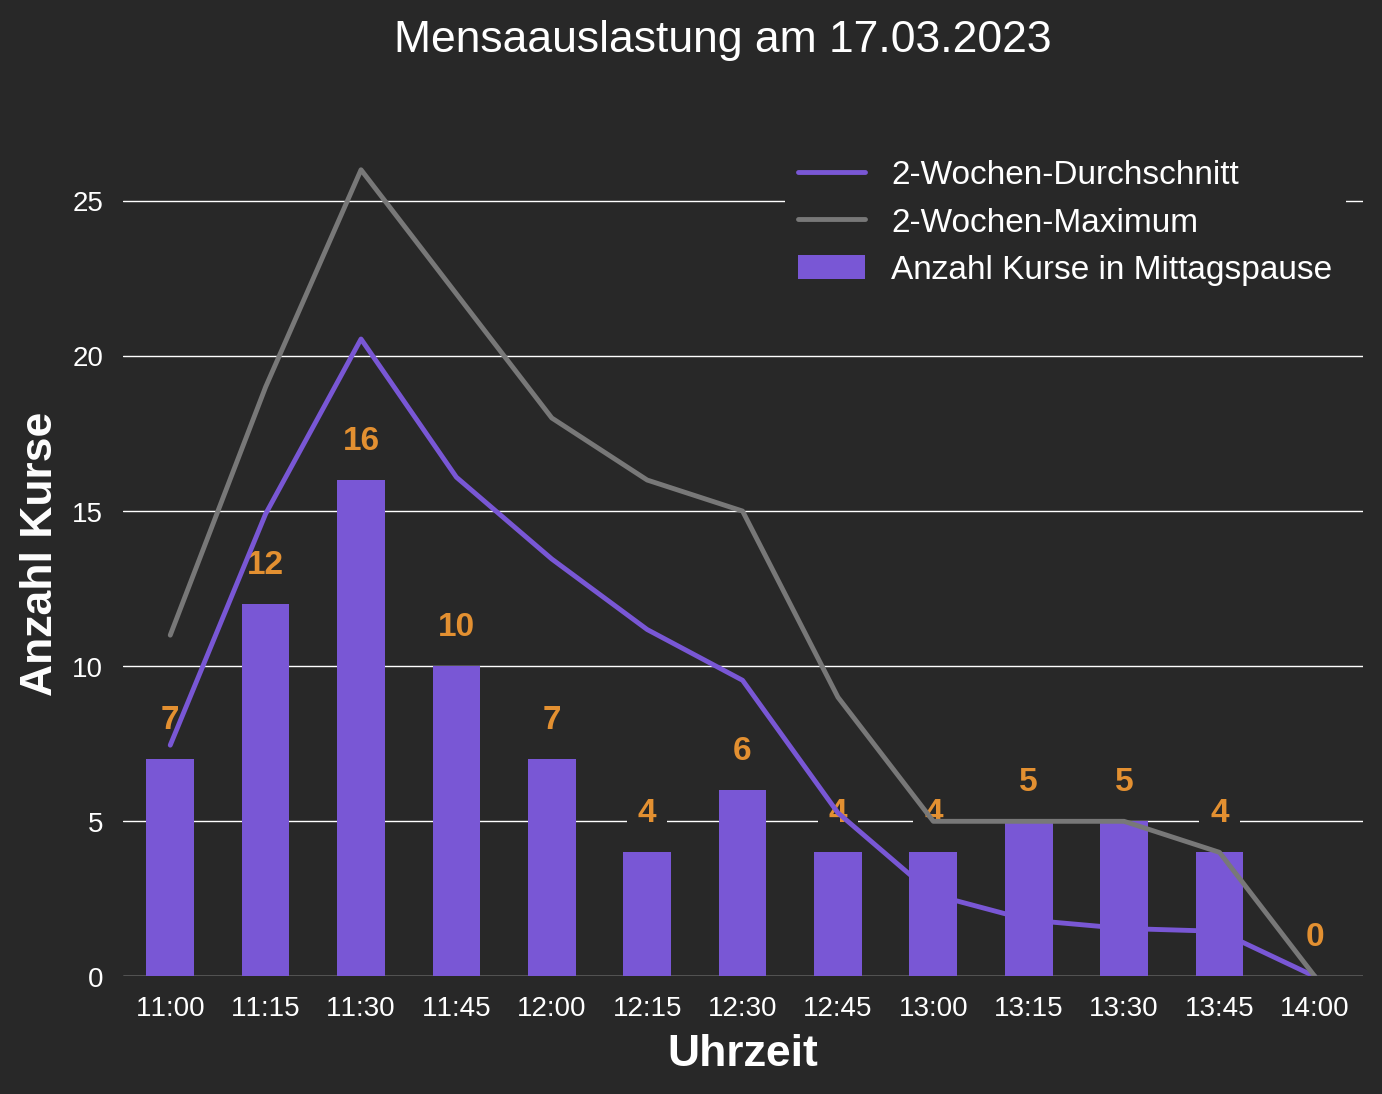 Mensaauslastung am 17.03.2023
2-Wochen-Durchschnitt
2-Wochen-Maximum
Anzahl Kurse in Mittagspause
Anzahl Kurse
25
20
15
10
5
0
7
12
16
10
7
4
6
4
4
5
5
4
0
11:00 11:15 11:30 11:45 12:00 12:15 12:30 12:45 13:00 13:15 13:30 13:45 14:00
Uhrzeit